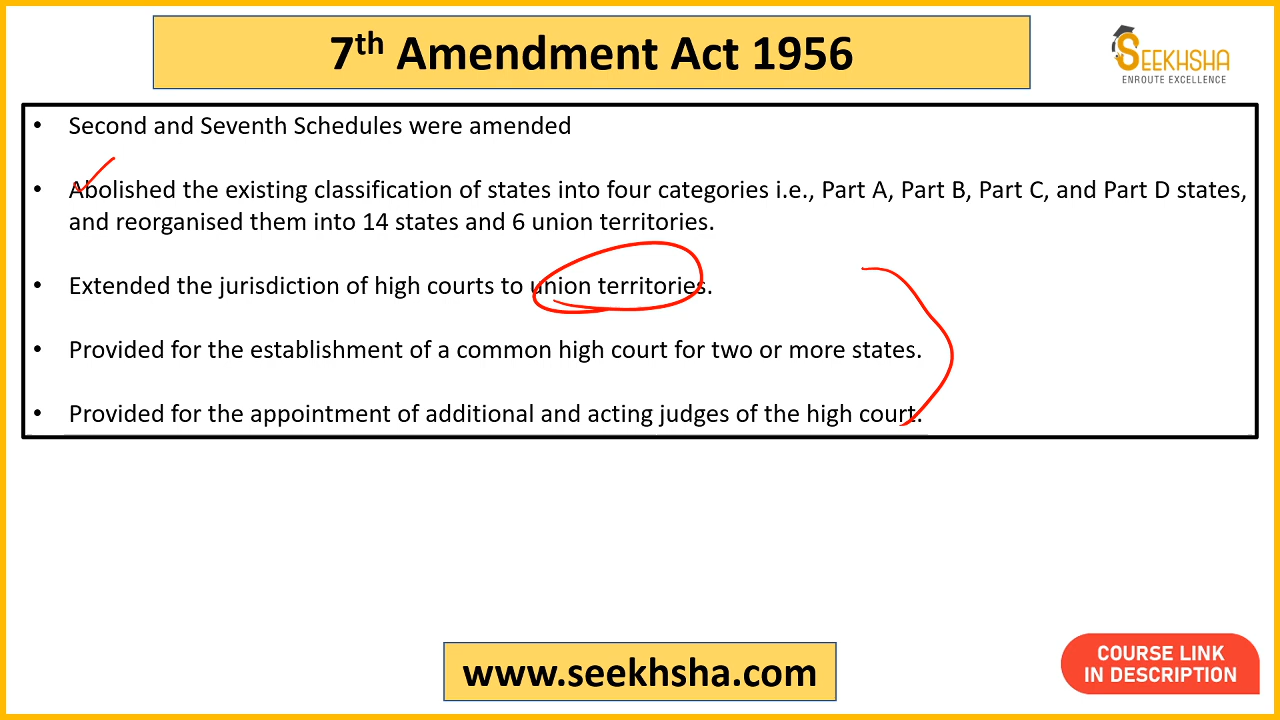 7th Amendment Act 1956
SEEKHSHA
ENROUTE EXCELLENCE
• Second and Seventh Schedules were amended
• Abolished the existing classification of states into four categories i.e., Part A, Part B, Part C, and Part D states,
and reorganised them into 14 states and 6 union territories.
• Extended the jurisdiction of high courts to union territories.
• Provided for the establishment of a common high court for two or more states.
• Provided for the appointment of additional and acting judges of the high court.
www.seekhsha.com
COURSE LINK
IN DESCRIPTION